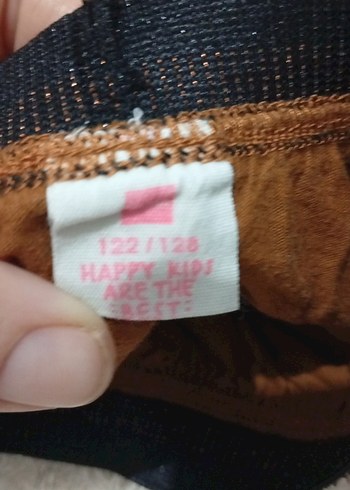 122/128
HAPPY KIDS
ARE THE
BEST!